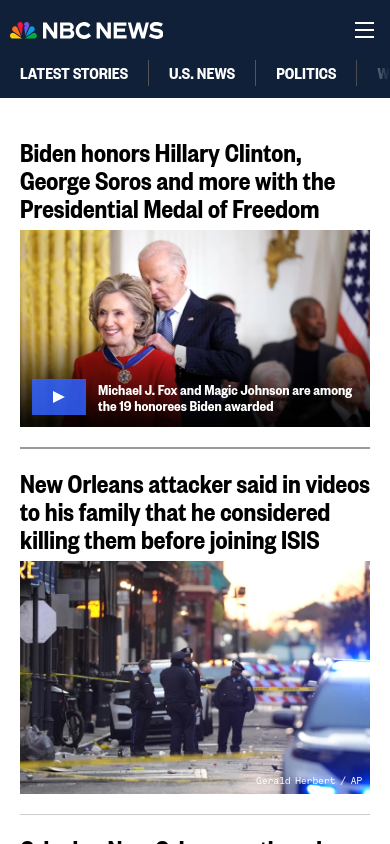 NBC NEWS
LATEST STORIES
U.S. NEWS
POLITICS
Biden honors Hillary Clinton,
George Soros and more with the
Presidential Medal of Freedom
Michael J. Fox and Magic Johnson are among
the 19 honorees Biden awarded
New Orleans attacker said in videos
to his family that he considered
killing them before joining ISIS
Gerald Herbert / AP